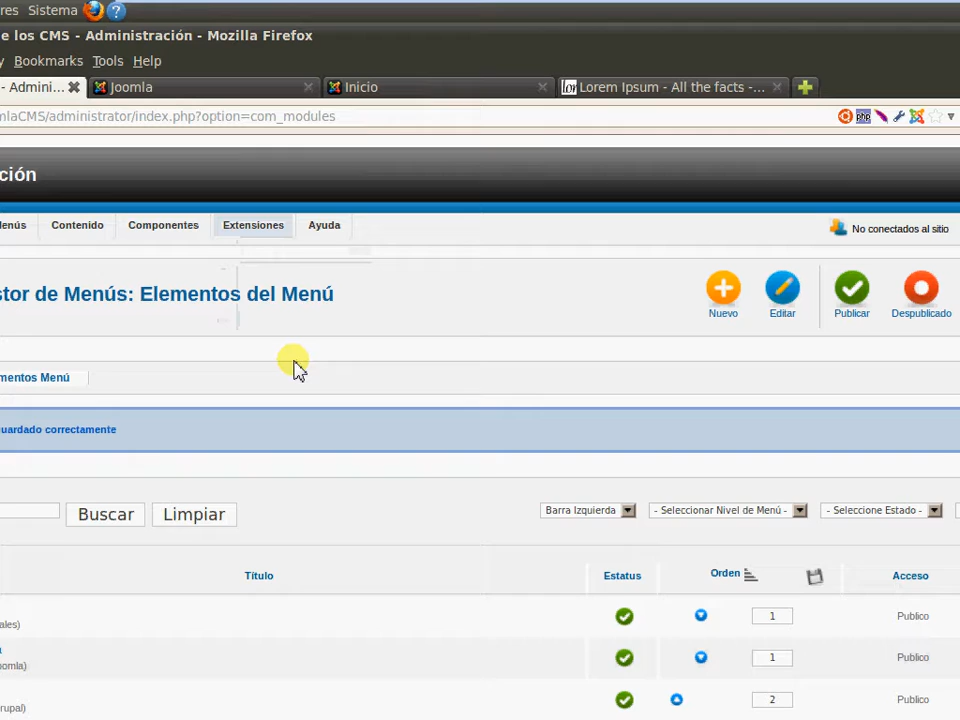 res Sistema
e los CMS - Administración - Mozilla Firefox
y Bookmarks Tools Help
- Admini... Joomla Inicio Lorem Ipsum - All the facts -...
mlaCMS/administrator/index.php?option=com_modules
ción
enús Contenido Componentes Extensiones Ayuda No conectados al sitio
stor de Menús: Elementos del Menú
Nuevo Editar Publicar Despublicado
mentos Menú
uardado correctamente
Buscar Limpiar Barra Izquierda - Seleccionar Nivel de Menú - - Seleccione Estado -
Título Estatus Orden Acceso
1 Publico
ales)
a
1 Publico
omla)
2 Publico
rupal)